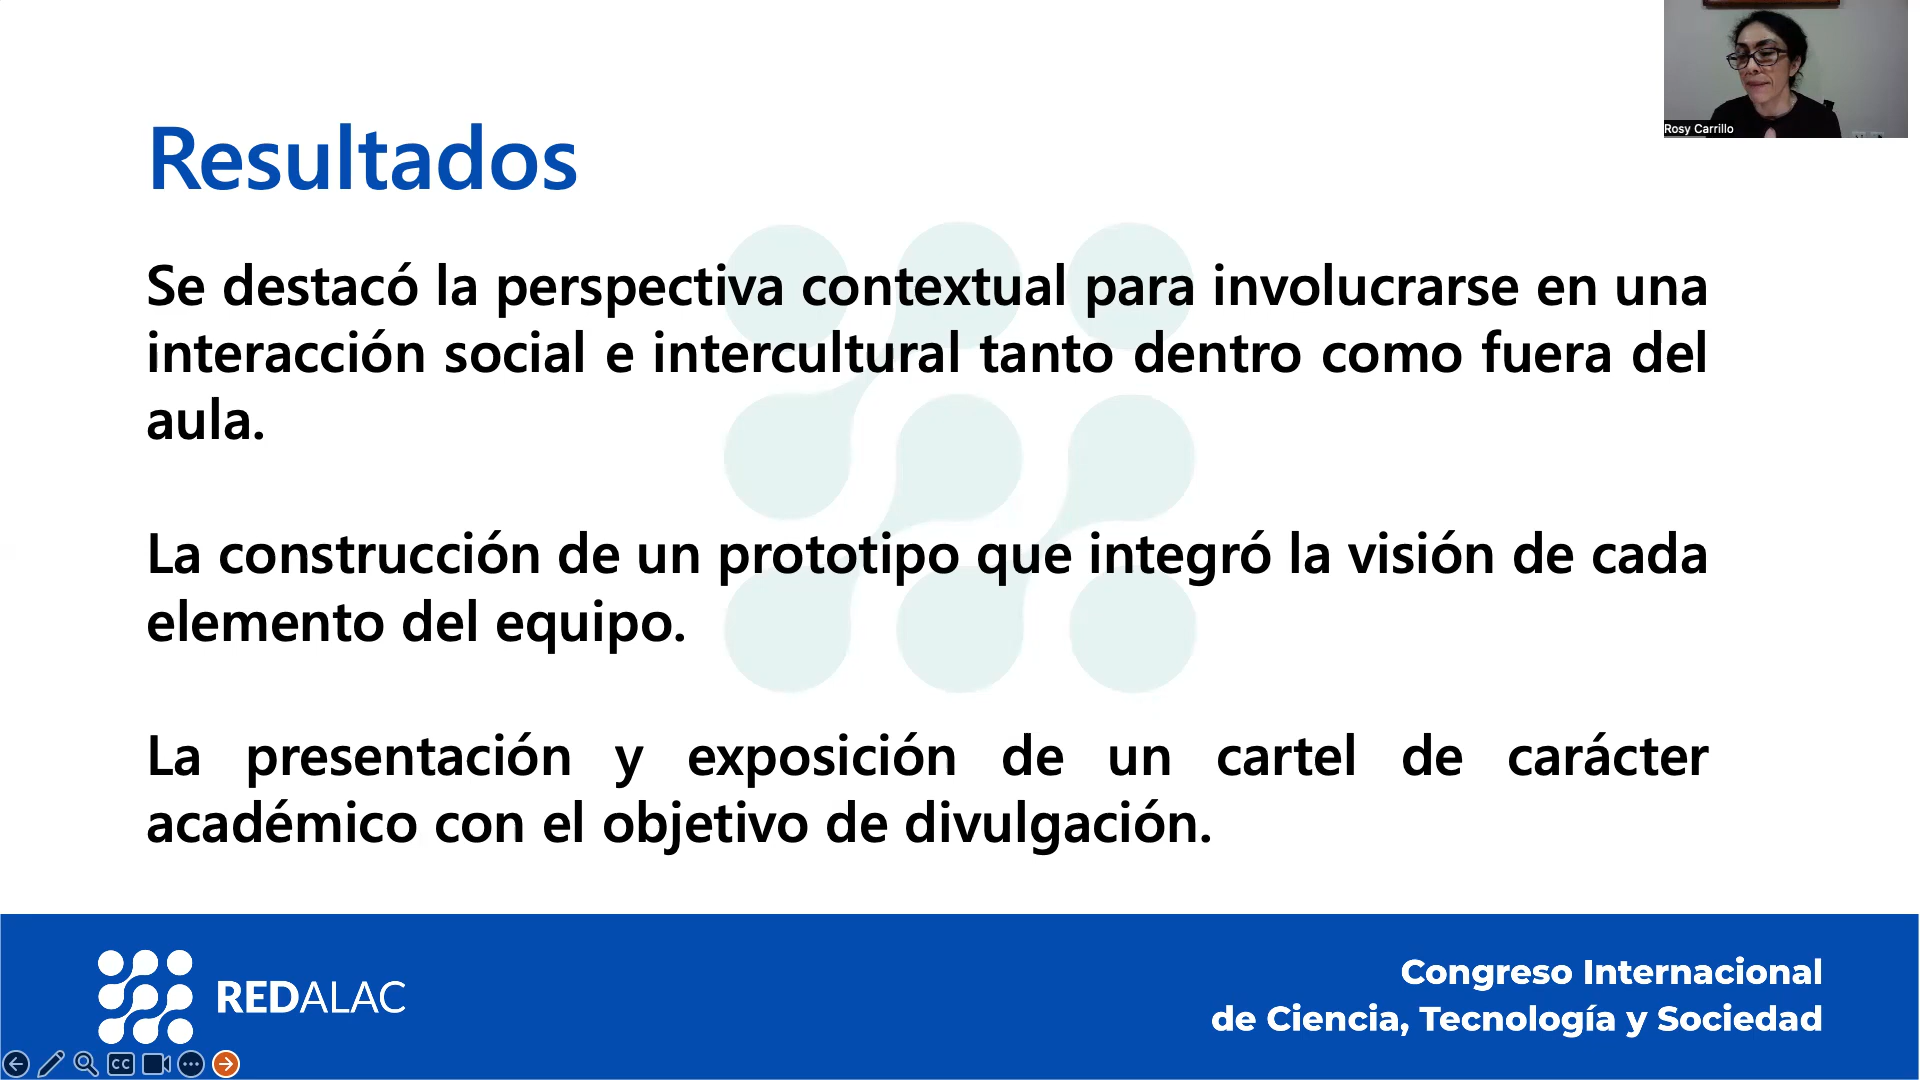 Rosy Carrillo
Resultados
Se destacó la perspectiva contextual para involucrarse en una
interacción social e intercultural tanto dentro como fuera del
aula.
La construcción de un prototipo que integró la visión de cada
elemento del equipo.
La presentación y exposición de un cartel de carácter
académico con el objetivo de divulgación.
REDALAC
Congreso Internacional
de Ciencia, Tecnología y Sociedad
CC